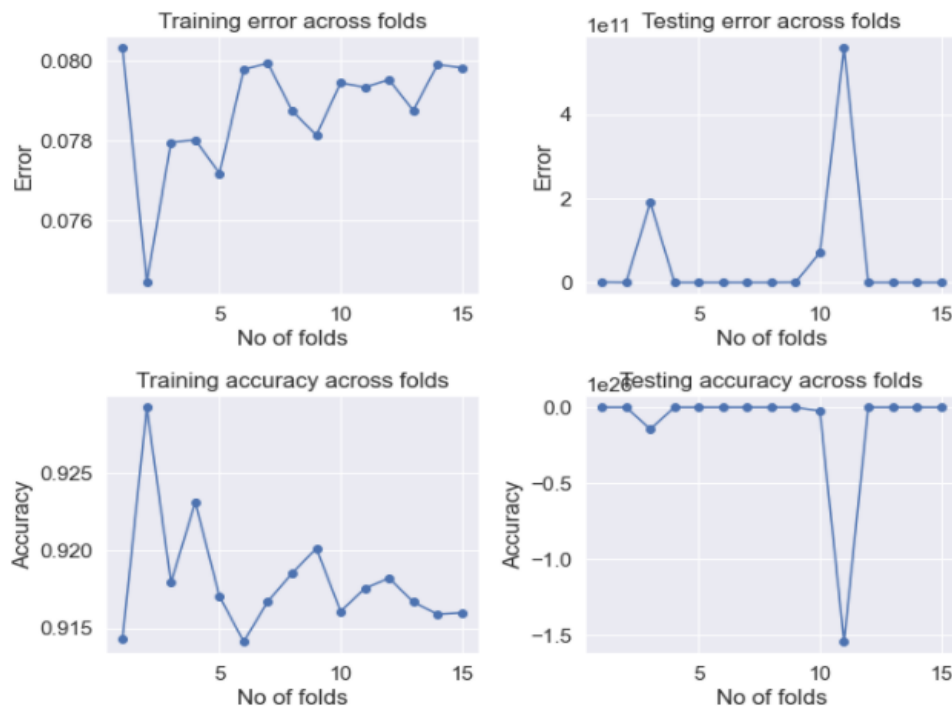 Training error across folds
Error
0.080
0.078
0.076
5
10
15
No of folds
Testing error across folds
1e11
Error
4
2
0
5
10
15
No of folds
Training accuracy across folds
Accuracy
0.925
0.920
0.915
5
10
15
No of folds
Testing accuracy across folds
1e26
Accuracy
0.0
−0.5
−1.0
−1.5
5
10
15
No of folds